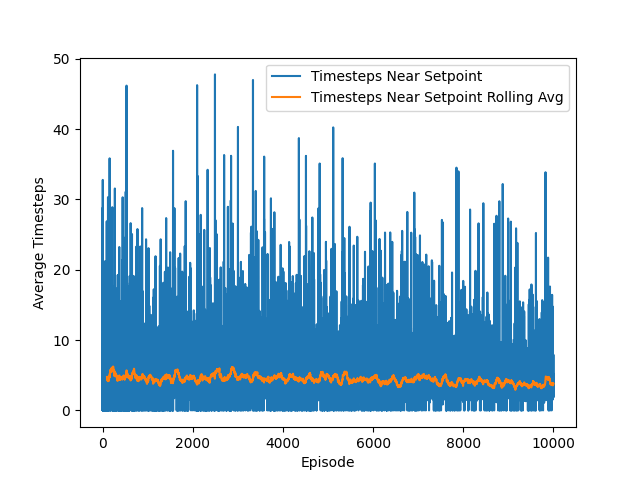 Timesteps Near Setpoint
Timesteps Near Setpoint Rolling Avg
50
40
30
20
10
0
Average Timesteps
0 2000 4000 6000 8000 10000
Episode